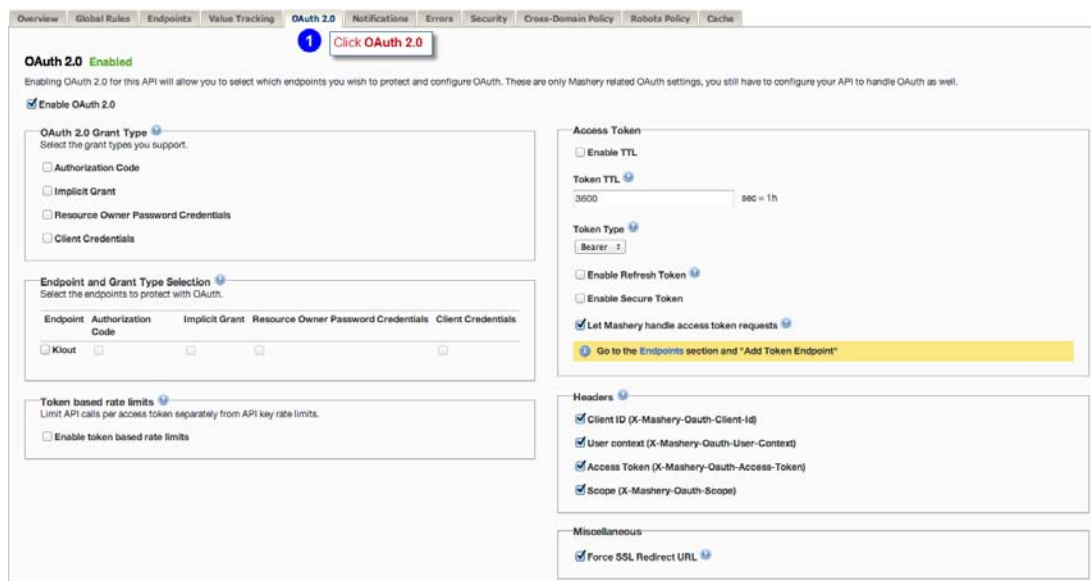 Overview Global Rules Endpoints Value Tracking OAuth 2.0 Notifications Errors Security Cross-Domain Policy Robots Policy Cache
1 Click OAuth 2.0
OAuth 2.0 Enabled
Enabling OAuth 2.0 for this API will allow you to select which endpoints you wish to protect and configure OAuth. These are only Mashery related OAuth settings, you still have to configure your API to handle OAuth as well.
Enable OAuth 2.0
OAuth 2.0 Grant Type
Select the grant types you support.
Authorization Code
Implicit Grant
Resource Owner Password Credentials
Client Credentials
Endpoint and Grant Type Selection
Select the endpoints to protect with OAuth.
Endpoint Authorization Code Implicit Grant Resource Owner Password Credentials Client Credentials
Klout
Token based rate limits
Limit API calls per access token separately from API key rate limits.
Enable token based rate limits
Access Token
Enable TTL
Token TTL
3600 sec = 1h
Token Type
Bearer
Enable Refresh Token
Enable Secure Token
Let Mashery handle access token requests
Go to the Endpoints section and "Add Token Endpoint"
Headers
Client ID (X-Mashery-Oauth-Client-Id)
User context (X-Mashery-Oauth-User-Context)
Access Token (X-Mashery-Oauth-Access-Token)
Scope (X-Mashery-Oauth-Scope)
Miscellaneous
Force SSL Redirect URL